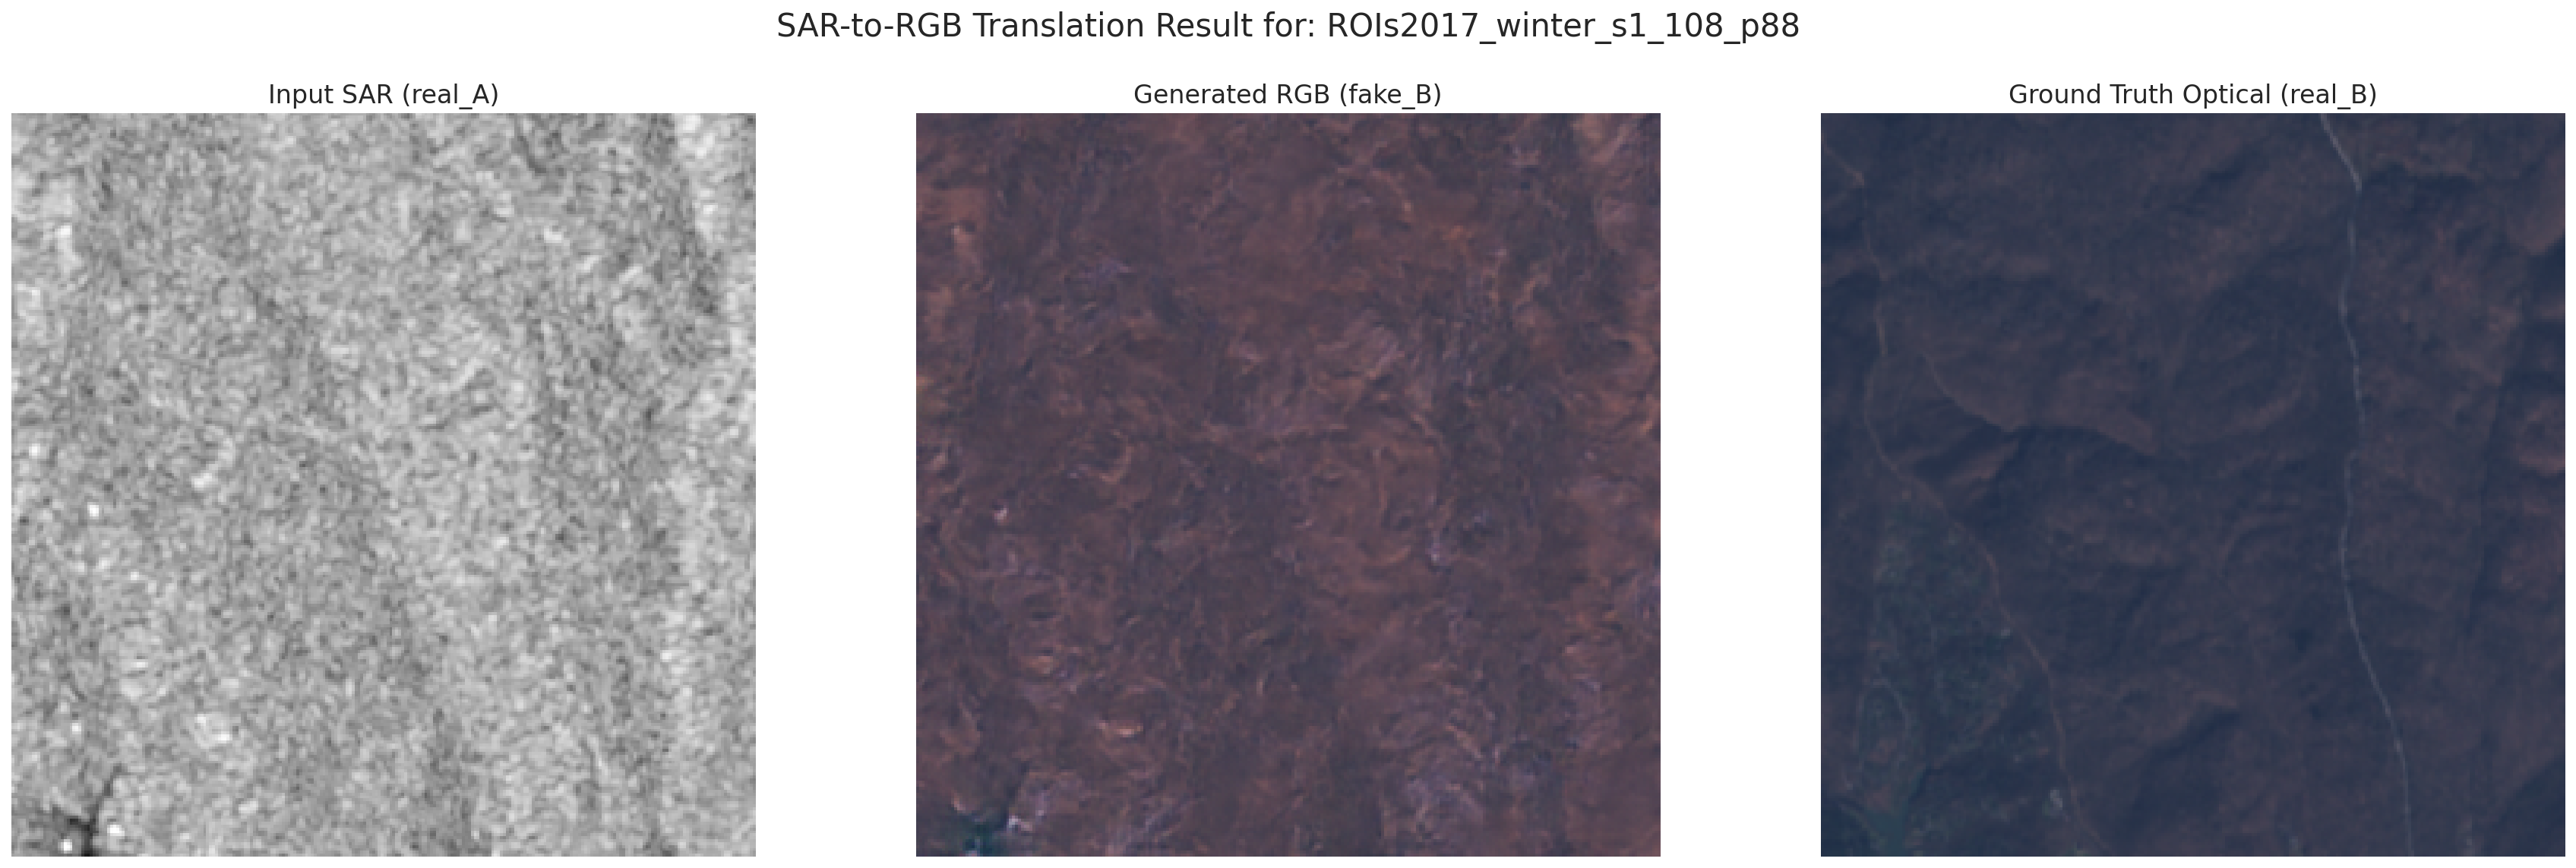 SAR-to-RGB Translation Result for: ROIs2017_winter_s1_108_p88
Input SAR (real_A)
Generated RGB (fake_B)
Ground Truth Optical (real_B)